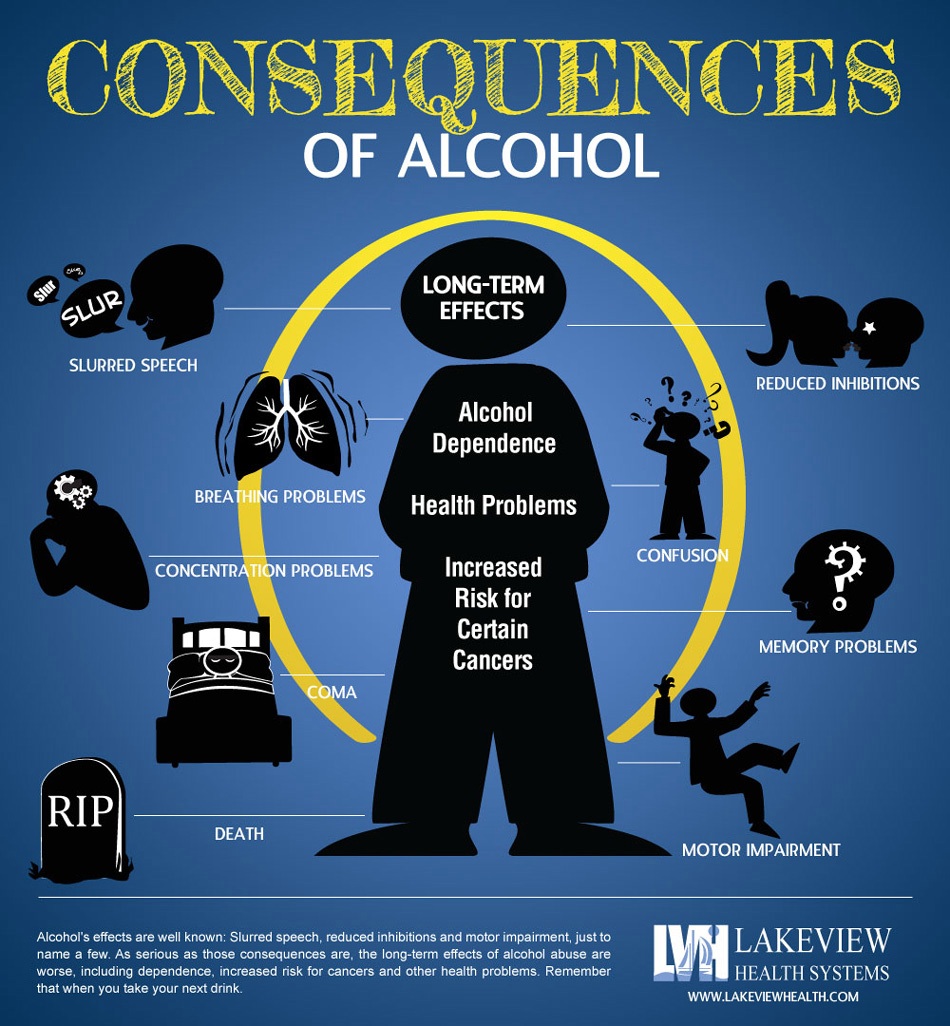 CONSEQUENCES
OF ALCOHOL
LONG-TERM
EFFECTS
Slur
SLUR
SLURRED SPEECH
REDUCED INHIBITIONS
Alcohol
Dependence
Health Problems
Increased
Risk for
Certain
Cancers
BREATHING PROBLEMS
CONFUSION
CONCENTRATION PROBLEMS
MEMORY PROBLEMS
COMA
RIP
DEATH
MOTOR IMPAIRMENT
Alcohol's effects are well known: Slurred speech, reduced inhibitions and motor impairment, just to
name a few. As serious as those consequences are, the long-term effects of alcohol abuse are
worse, including dependence, increased risk for cancers and other health problems. Remember
that when you take your next drink.
LVH
LAKEVIEW
HEALTH SYSTEMS
WWW.LAKEVIEWHEALTH.COM